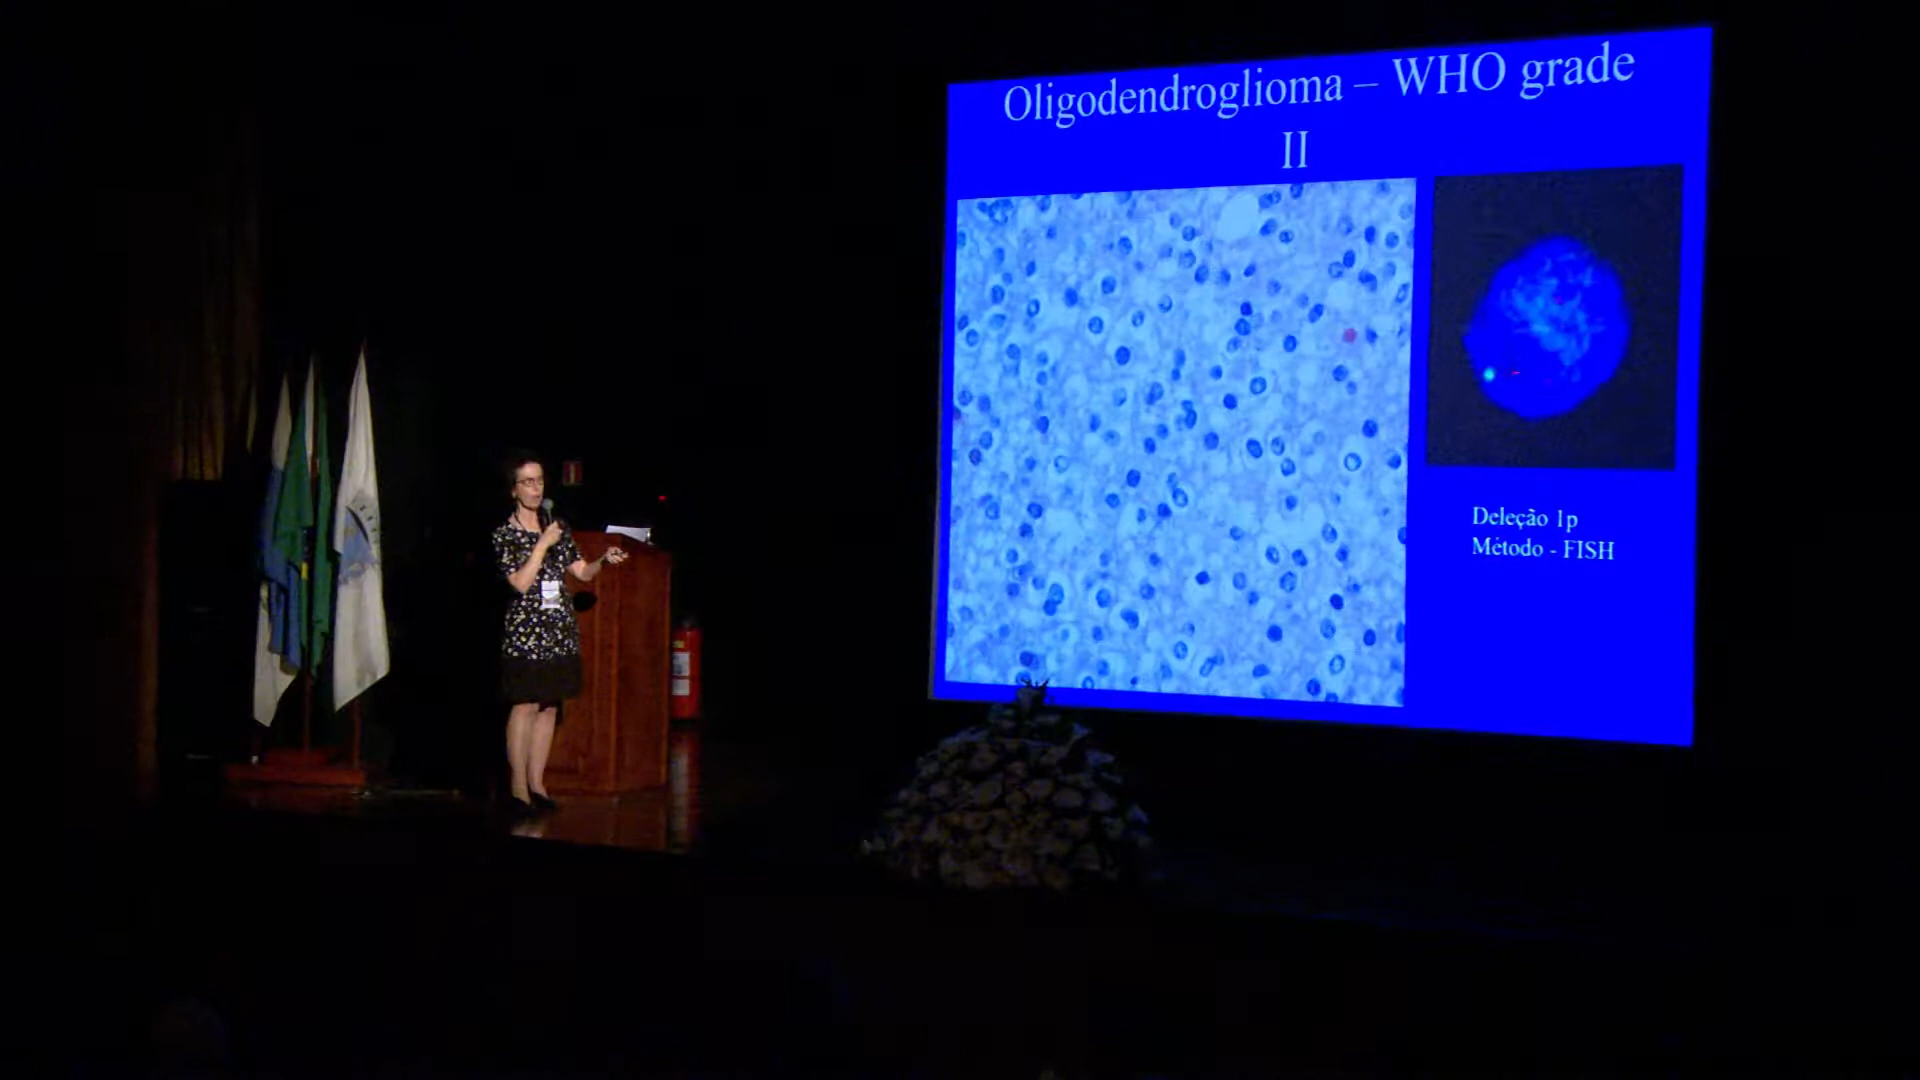 Oligodendroglioma – WHO grade
II
Deleção 1p
Método - FISH